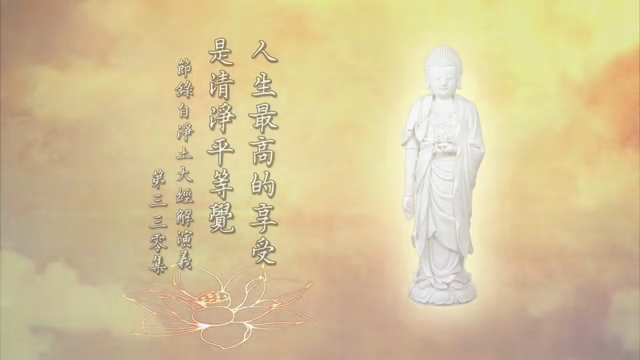 人生最高的享受
是清淨平等覺
節錄自淨土大經解演義
第三三零集